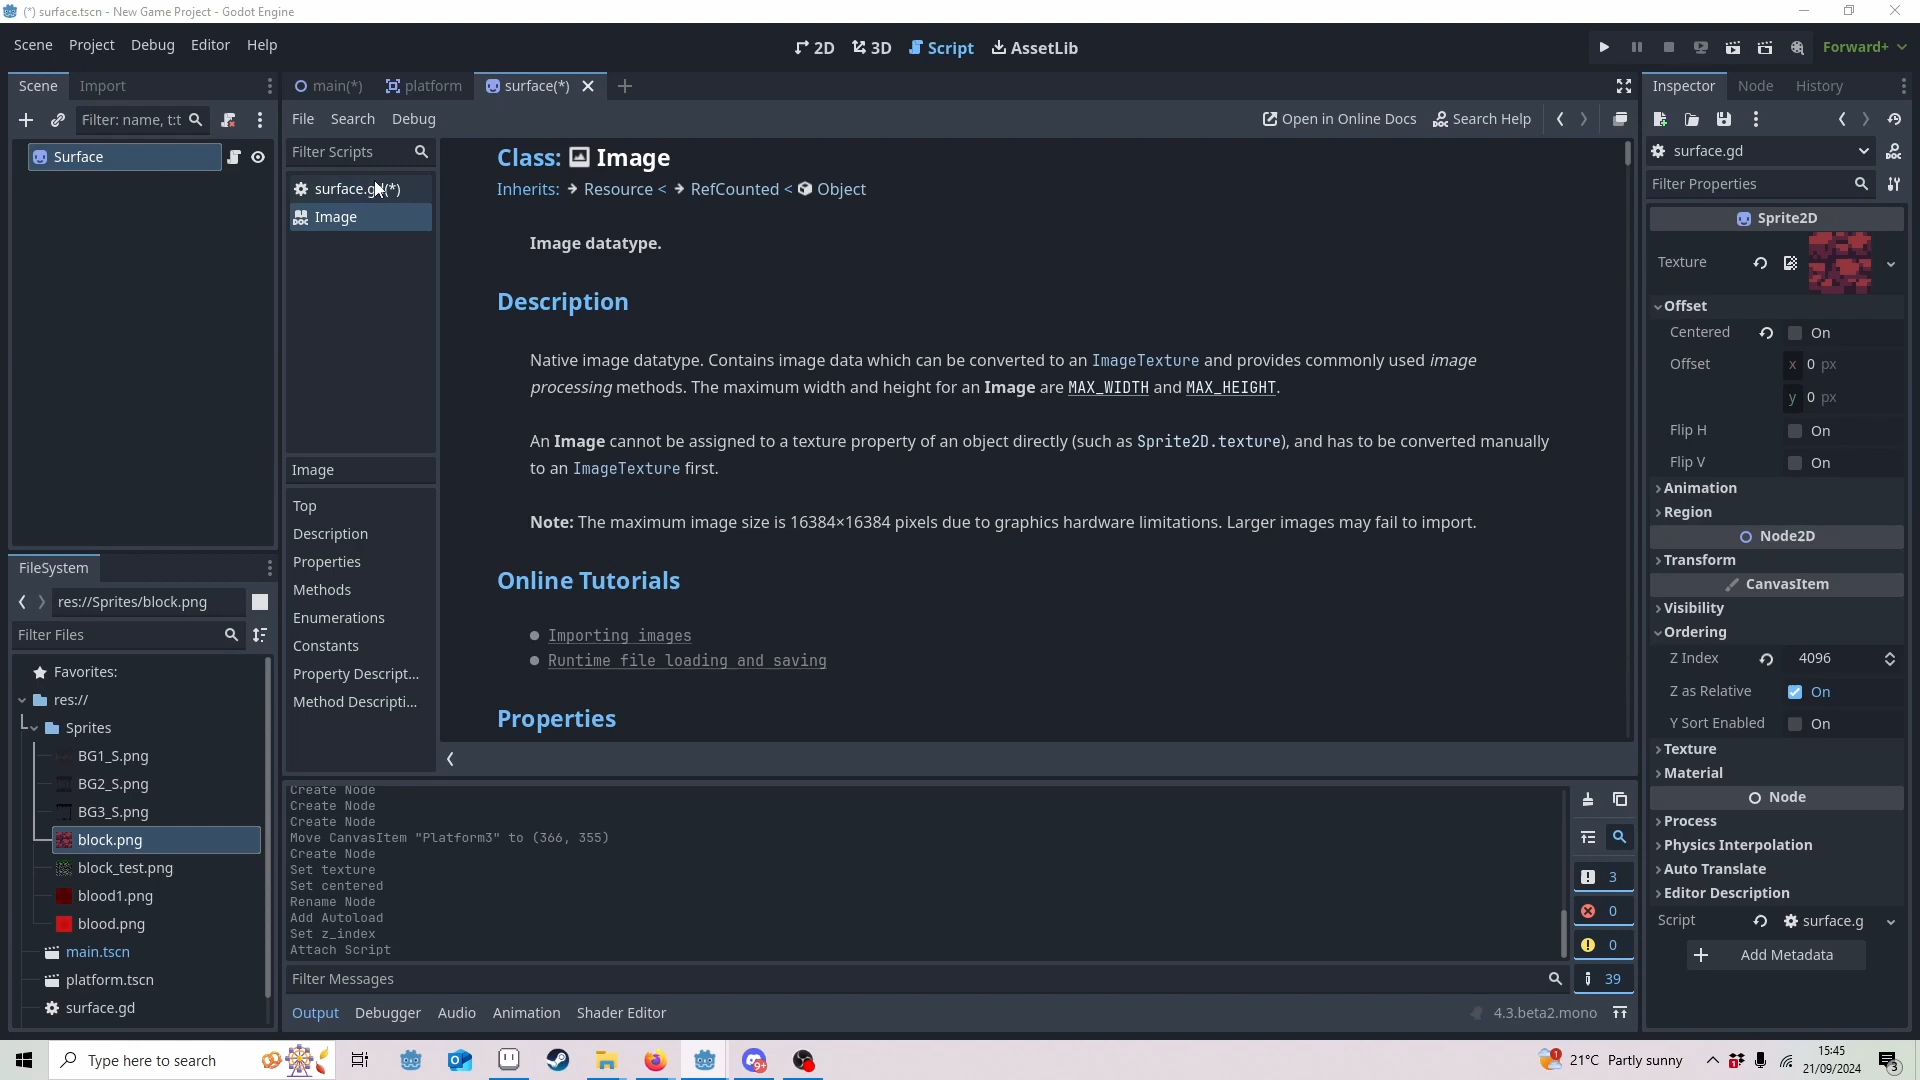 (*) surface.tscn - New Game Project - Godot Engine
Scene Project Debug Editor Help
2D 3D Script AssetLib
Forward+
Scene Import
main(*) platform surface(*)
Inspector Node History
Filter: name, t:t
File Search Debug
Open in Online Docs Search Help
Surface
Filter Scripts
surface.gd(*)
Image
Image
Top
Description
Properties
Methods
Enumerations
Constants
Property Descript...
Method Descripti...
Class: Image
Inherits: Resource < RefCounted < Object
Image datatype.
Description
Native image datatype. Contains image data which can be converted to an ImageTexture and provides commonly used image
processing methods. The maximum width and height for an Image are MAX_WIDTH and MAX_HEIGHT.
An Image cannot be assigned to a texture property of an object directly (such as Sprite2D.texture), and has to be converted manually
to an ImageTexture first.
Note: The maximum image size is 16384×16384 pixels due to graphics hardware limitations. Larger images may fail to import.
Online Tutorials
Importing images
Runtime file loading and saving
Properties
FileSystem
res://Sprites/block.png
Filter Files
Favorites:
res://
Sprites
BG1_S.png
BG2_S.png
BG3_S.png
block.png
block_test.png
blood1.png
blood.png
main.tscn
platform.tscn
surface.gd
Create Node
Create Node
Create Node
Move CanvasItem "Platform3" to (366, 355)
Create Node
Set texture
Set centered
Rename Node
Add Autoload
Set z_index
Attach Script
3
0
0
39
Filter Messages
Output Debugger Audio Animation Shader Editor
4.3.beta2.mono
surface.gd
Filter Properties
Sprite2D
Texture
Offset
Centered On
Offset x 0 px
y 0 px
Flip H On
Flip V On
Animation
Region
Node2D
Transform
CanvasItem
Visibility
Ordering
Z Index 4096
Z as Relative On
Y Sort Enabled On
Texture
Material
Node
Process
Physics Interpolation
Auto Translate
Editor Description
Script surface.g
Add Metadata
Type here to search
9+
1
21°C Partly sunny
15:45
21/09/2024
3